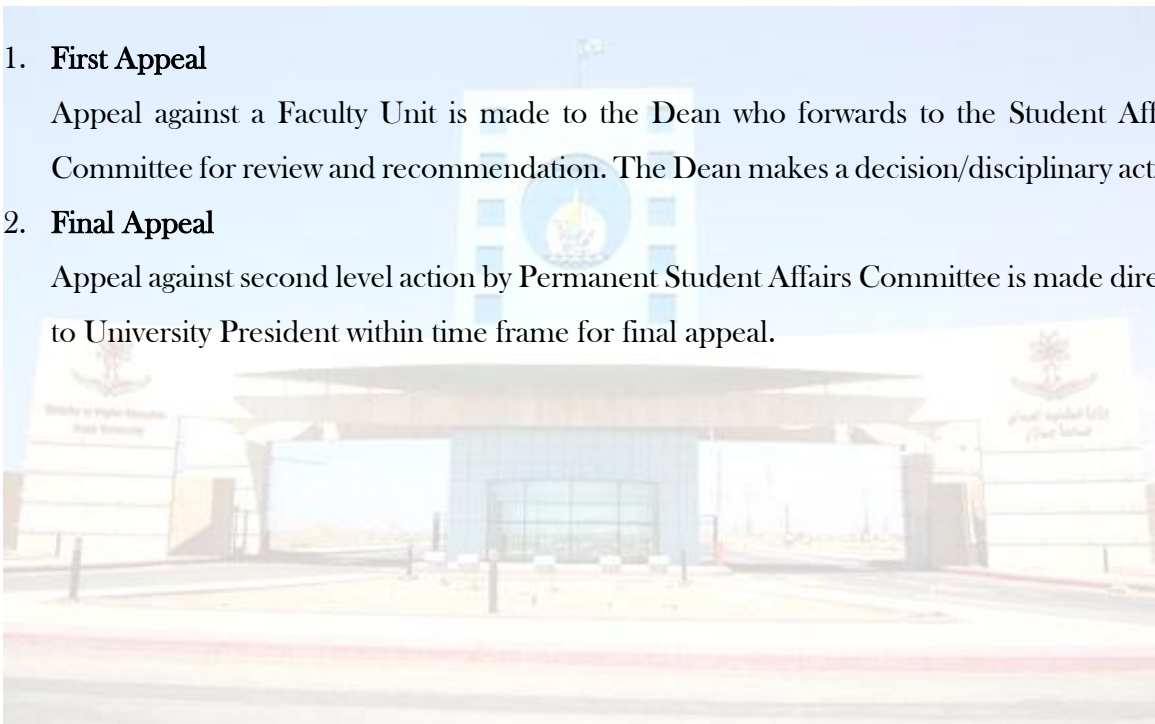 1. First Appeal
Appeal against a Faculty Unit is made to the Dean who forwards to the Student Aff
Committee for review and recommendation. The Dean makes a decision/disciplinary act
2. Final Appeal
Appeal against second level action by Permanent Student Affairs Committee is made dire
to University President within time frame for final appeal.